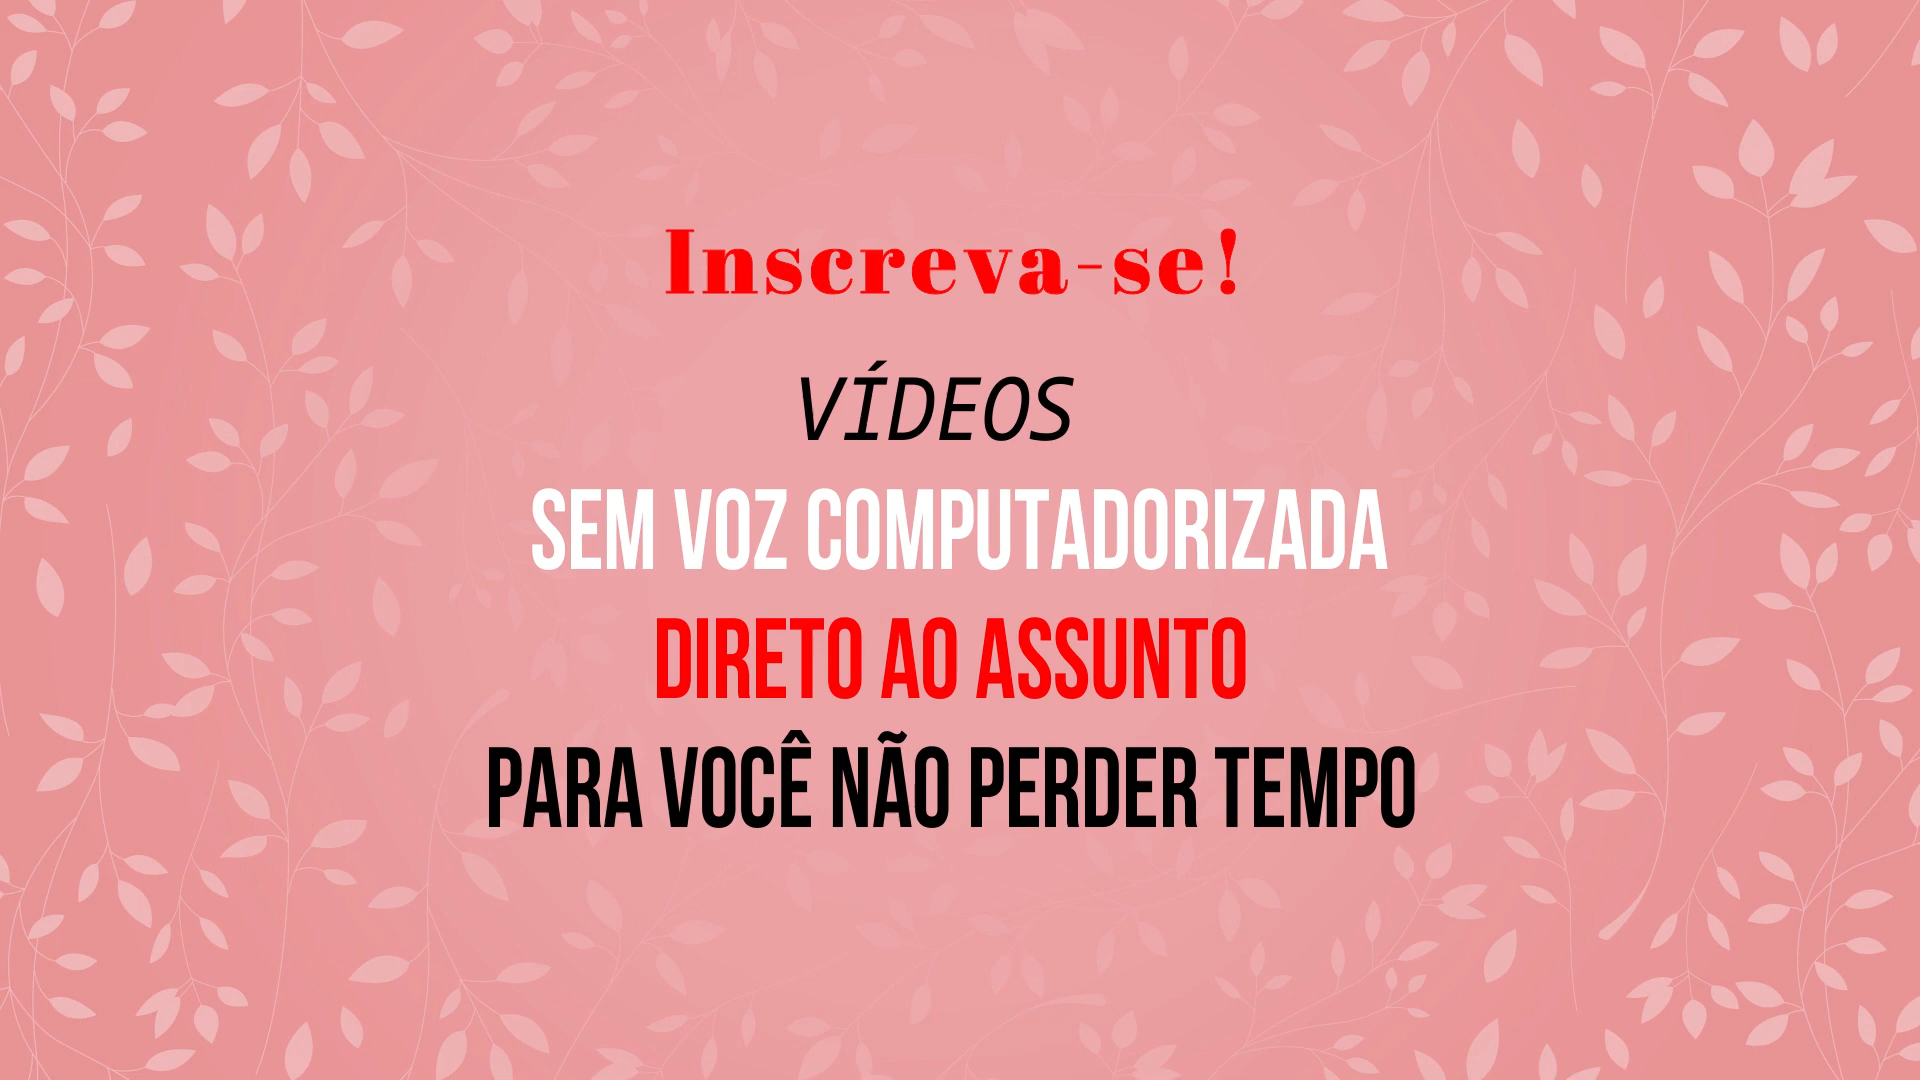 Inscreva-se!
VÍDEOS
SEM VOZ COMPUTADORIZADA
DIRETO AO ASSUNTO
PARA VOCÊ NÃO PERDER TEMPO